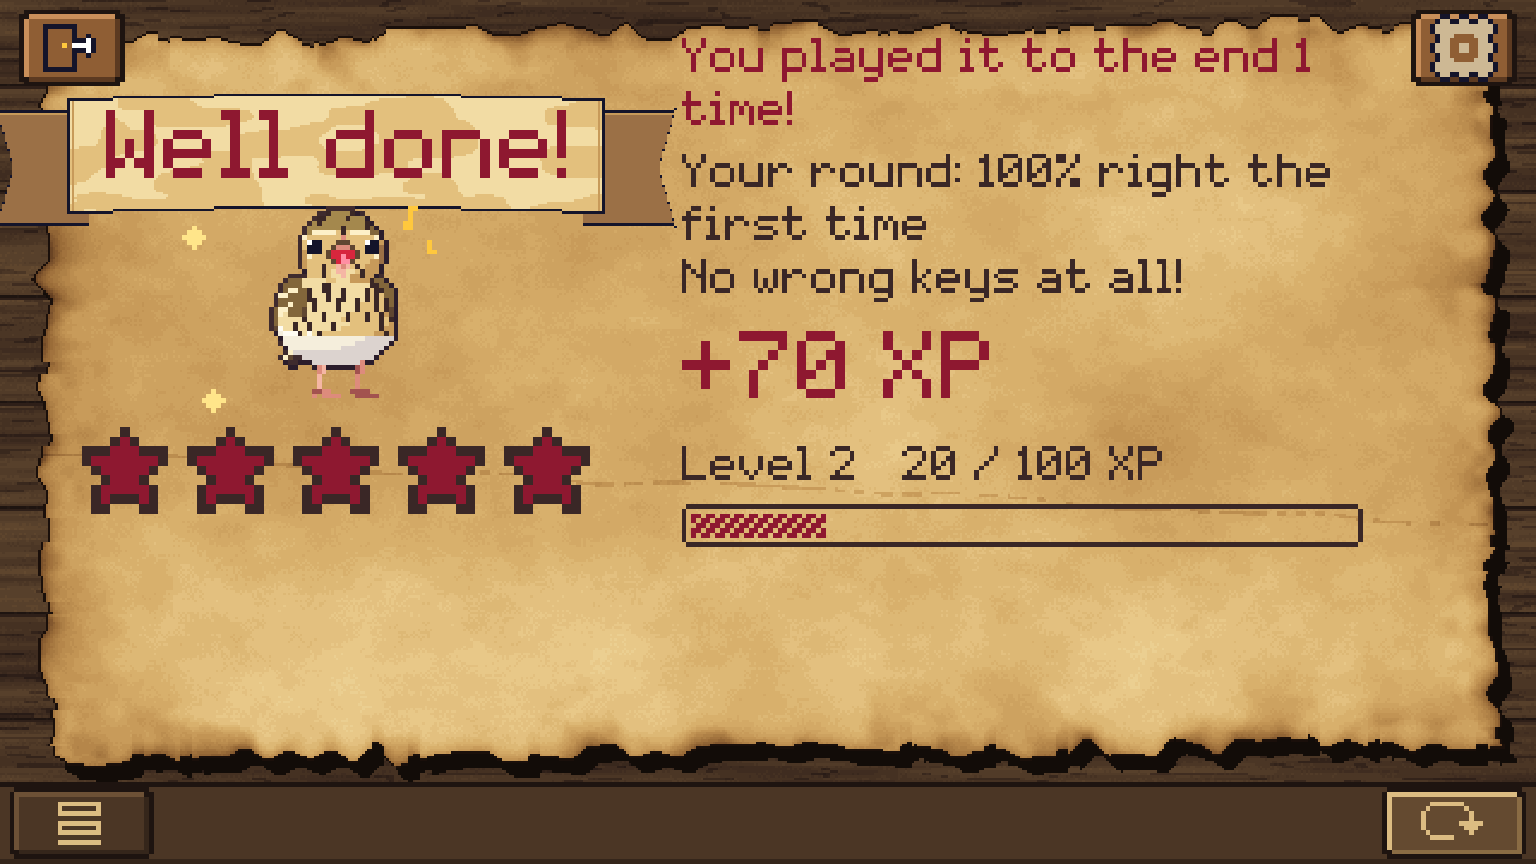 Well done!
You played it to the end 1
time!
Your round: 100% right the
first time
No wrong keys at all!
+70 XP
Level 2 20 / 100 XP